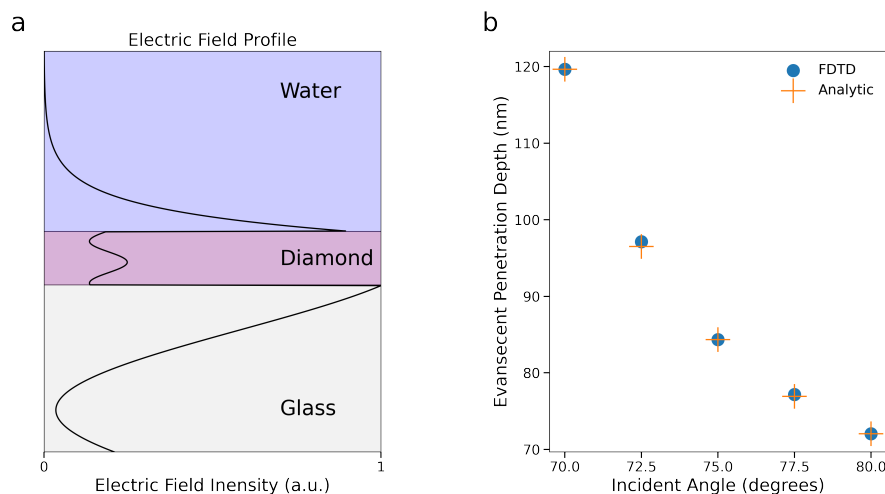 a
Electric Field Profile
Water
Diamond
Glass
0
1
Electric Field Inensity (a.u.)
b
Evansecent Penetration Depth (nm)
120
100
90
80
70
FDTD
Analytic
70.0
72.5
75.0
77.5
80.0
Incident Angle (degrees)